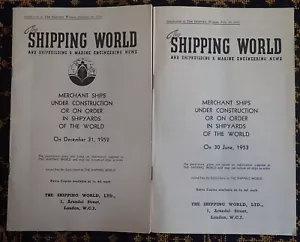 The
SHIPPING WORLD
AND SHIPBUILDING & MARINE ENGINEERING NEWS
MERCHANT SHIPS
UNDER CONSTRUCTION
OR ON ORDER
IN SHIPYARDS
OF THE WORLD
On December 31, 1952
THE SHIPPING WORLD, LTD.,
1, Arundel Street,
London, W.C.2.
The
SHIPPING WORLD
AND SHIPBUILDING & MARINE ENGINEERING NEWS
MERCHANT SHIPS
UNDER CONSTRUCTION
OR ON ORDER
IN SHIPYARDS
OF THE WORLD
On 30 June, 1953
THE SHIPPING WORLD, LTD.,
1, Arundel Street,
London, W.C.2.